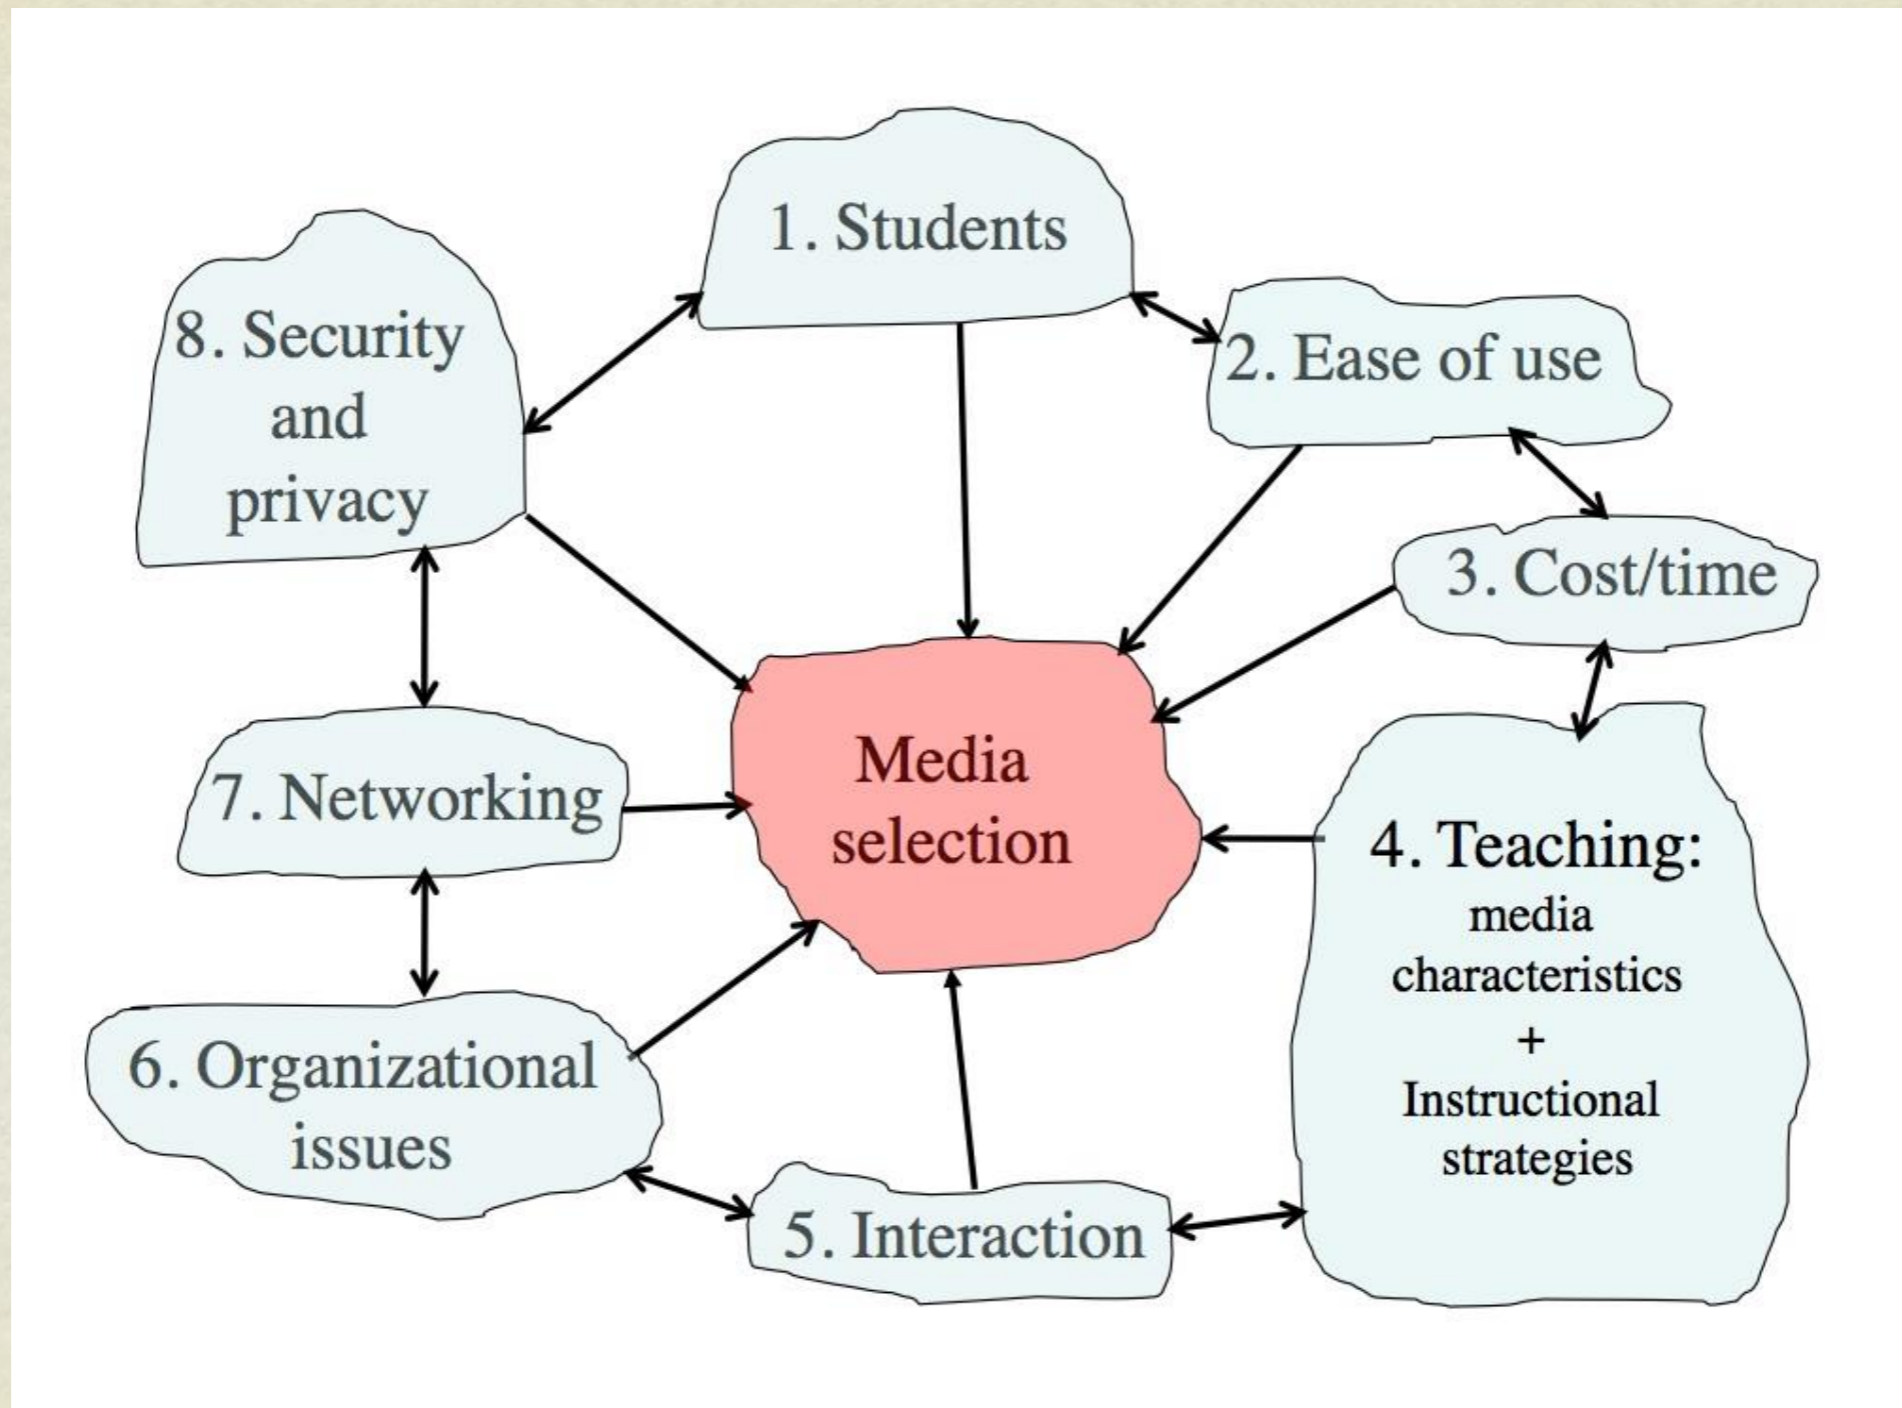 1. Students
2. Ease of use
3. Cost/time
4. Teaching:
media
characteristics
+
Instructional
strategies
5. Interaction
6. Organizational
issues
7. Networking
8. Security
and
privacy
Media
selection